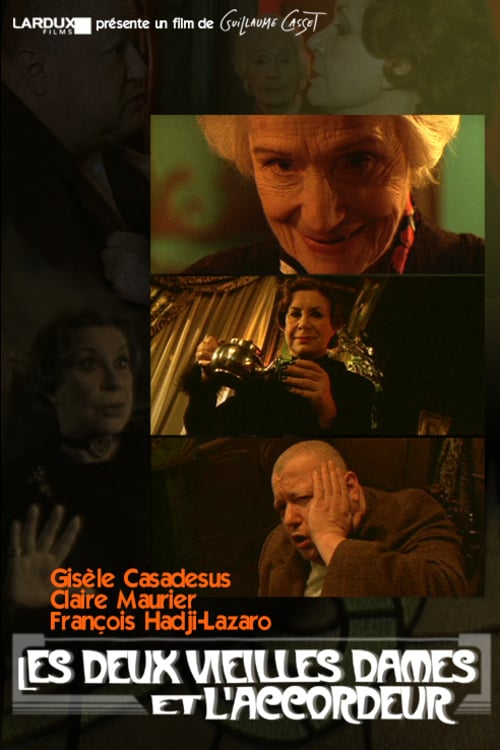 LARDUX FILMS présente un film de Guillaume Casset
Gisèle Casadesus
Claire Maurier
François Hadji-Lazaro
LES DEUX VIEILLES DAMES
ET L'ACCORDEUR